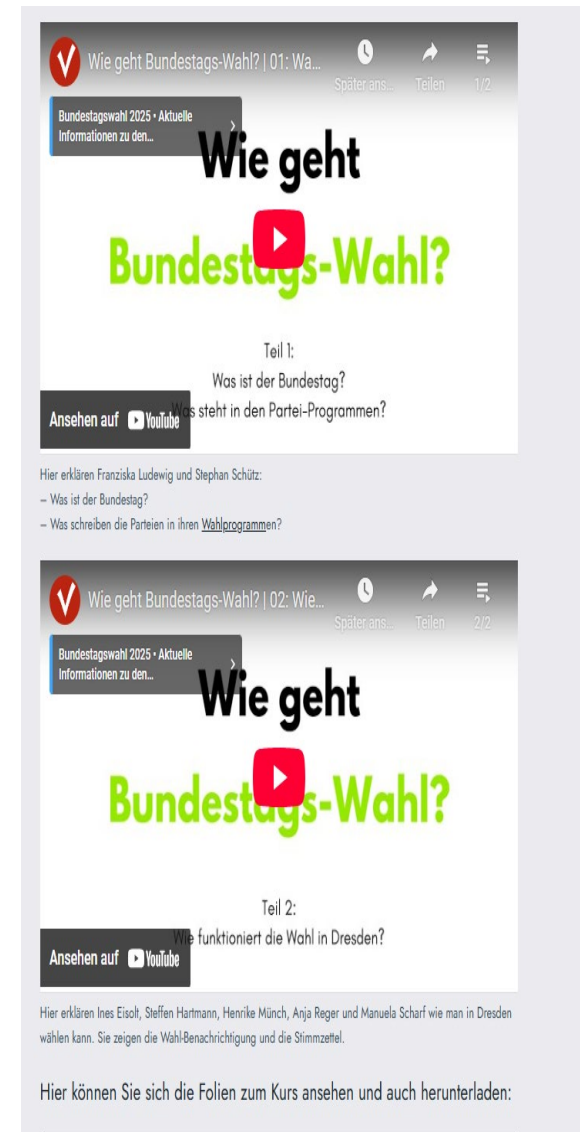 Wie geht Bundestags-Wahl? | 01: Wa...
Später ans...
Teilen
1/2
Bundestagswahl 2025 • Aktuelle
Informationen zu den...
Wie geht
Bundestags-Wahl?
Teil 1:
Was ist der Bundestag?
Was steht in den Partei-Programmen?
Ansehen auf YouTube
Hier erklären Franziska Ludewig und Stephan Schütz:
– Was ist der Bundestag?
– Was schreiben die Parteien in ihren Wahlprogrammen?
Wie geht Bundestags-Wahl? | 02: Wie...
Später ans...
Teilen
2/2
Bundestagswahl 2025 • Aktuelle
Informationen zu den...
Wie geht
Bundestags-Wahl?
Teil 2:
Wie funktioniert die Wahl in Dresden?
Ansehen auf YouTube
Hier erklären Ines Eisolt, Steffen Hartmann, Henrike Münch, Anja Reger und Manuela Scharf wie man in Dresden
wählen kann. Sie zeigen die Wahl-Benachrichtigung und die Stimmzettel.
Hier können Sie sich die Folien zum Kurs ansehen und auch herunterladen: